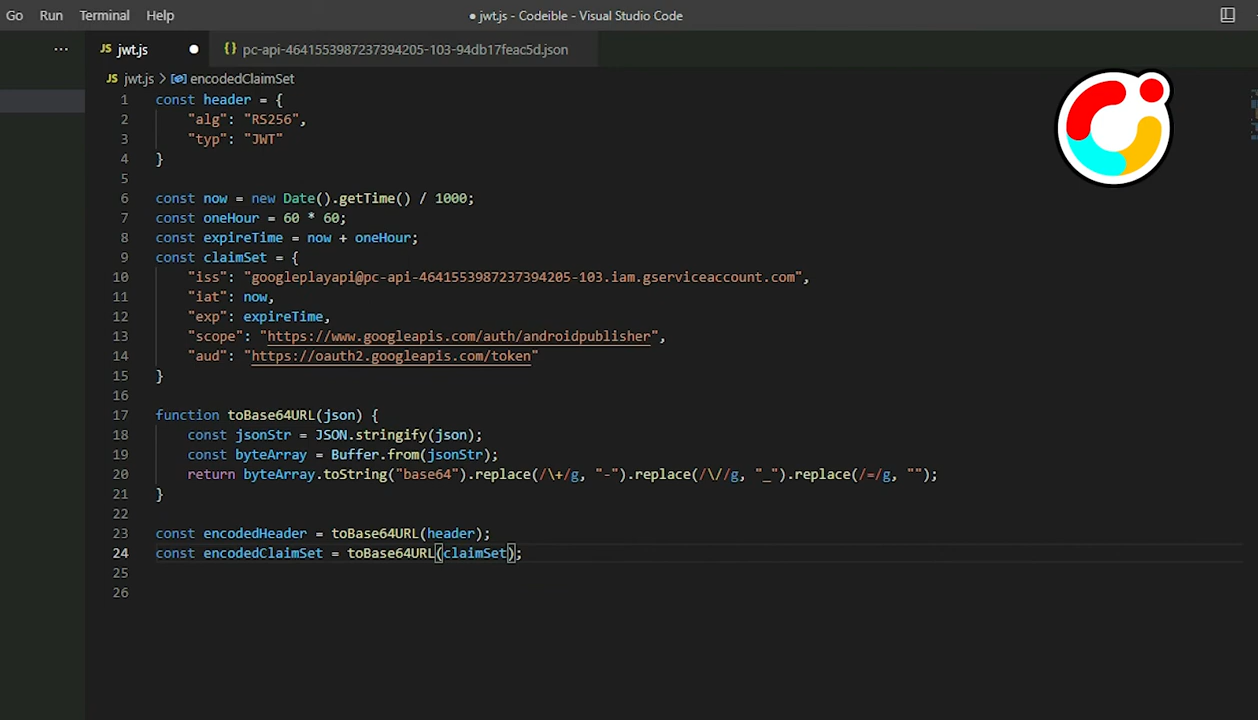 Go Run Terminal Help ● jwt.js - Codeible - Visual Studio Code
··· JS jwt.js ● {} pc-api-4641553987237394205-103-94db17feac5d.json
JS jwt.js > encodedClaimSet
1 const header = {
2 "alg": "RS256",
3 "typ": "JWT"
4 }
5
6 const now = new Date().getTime() / 1000;
7 const oneHour = 60 * 60;
8 const expireTime = now + oneHour;
9 const claimSet = {
10 "iss": "googleplayapi@pc-api-4641553987237394205-103.iam.gserviceaccount.com",
11 "iat": now,
12 "exp": expireTime,
13 "scope": "https://www.googleapis.com/auth/androidpublisher",
14 "aud": "https://oauth2.googleapis.com/token"
15 }
16
17 function toBase64URL(json) {
18 const jsonStr = JSON.stringify(json);
19 const byteArray = Buffer.from(jsonStr);
20 return byteArray.toString("base64").replace(/\+/g, "-").replace(/\//g, "_").replace(/=/g, "");
21 }
22
23 const encodedHeader = toBase64URL(header);
24 const encodedClaimSet = toBase64URL(claimSet);
25
26